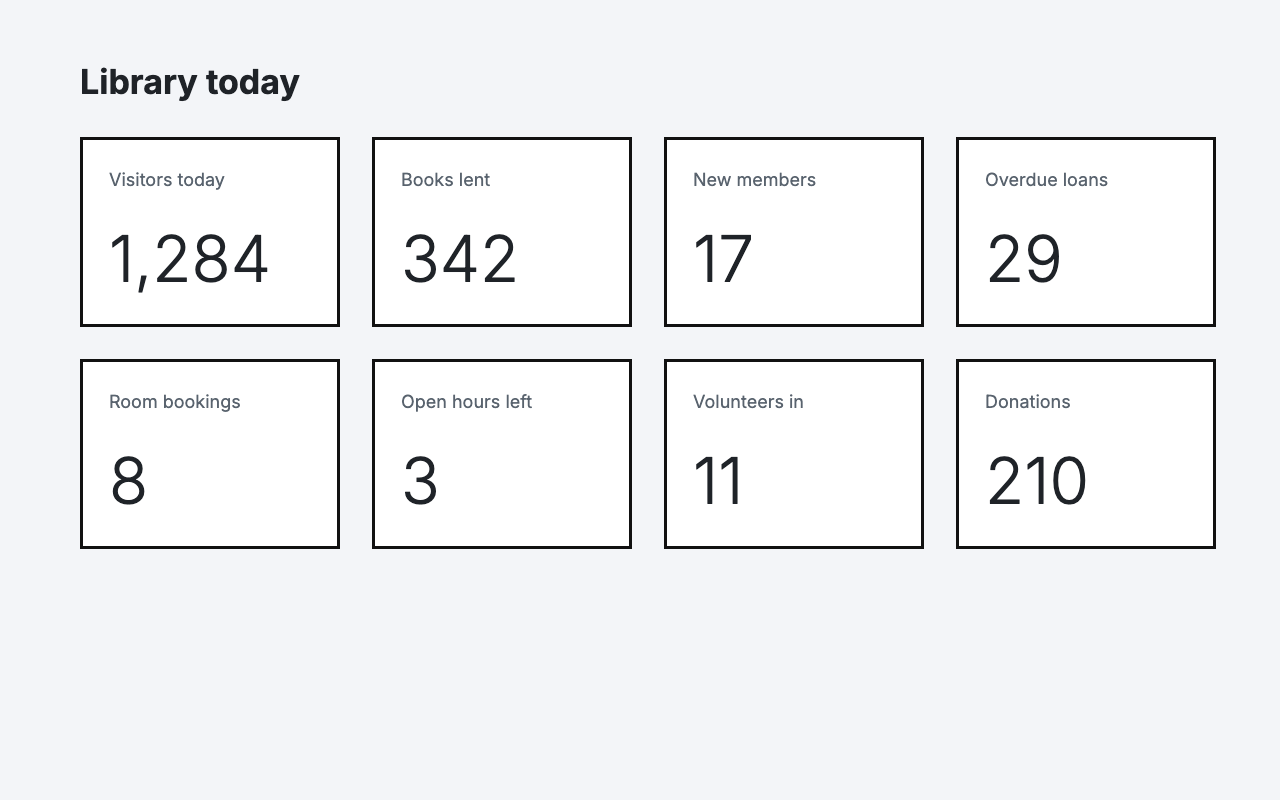 Library today
Visitors today
1,284
Books lent
342
New members
17
Overdue loans
29
Room bookings
8
Open hours left
3
Volunteers in
11
Donations
210